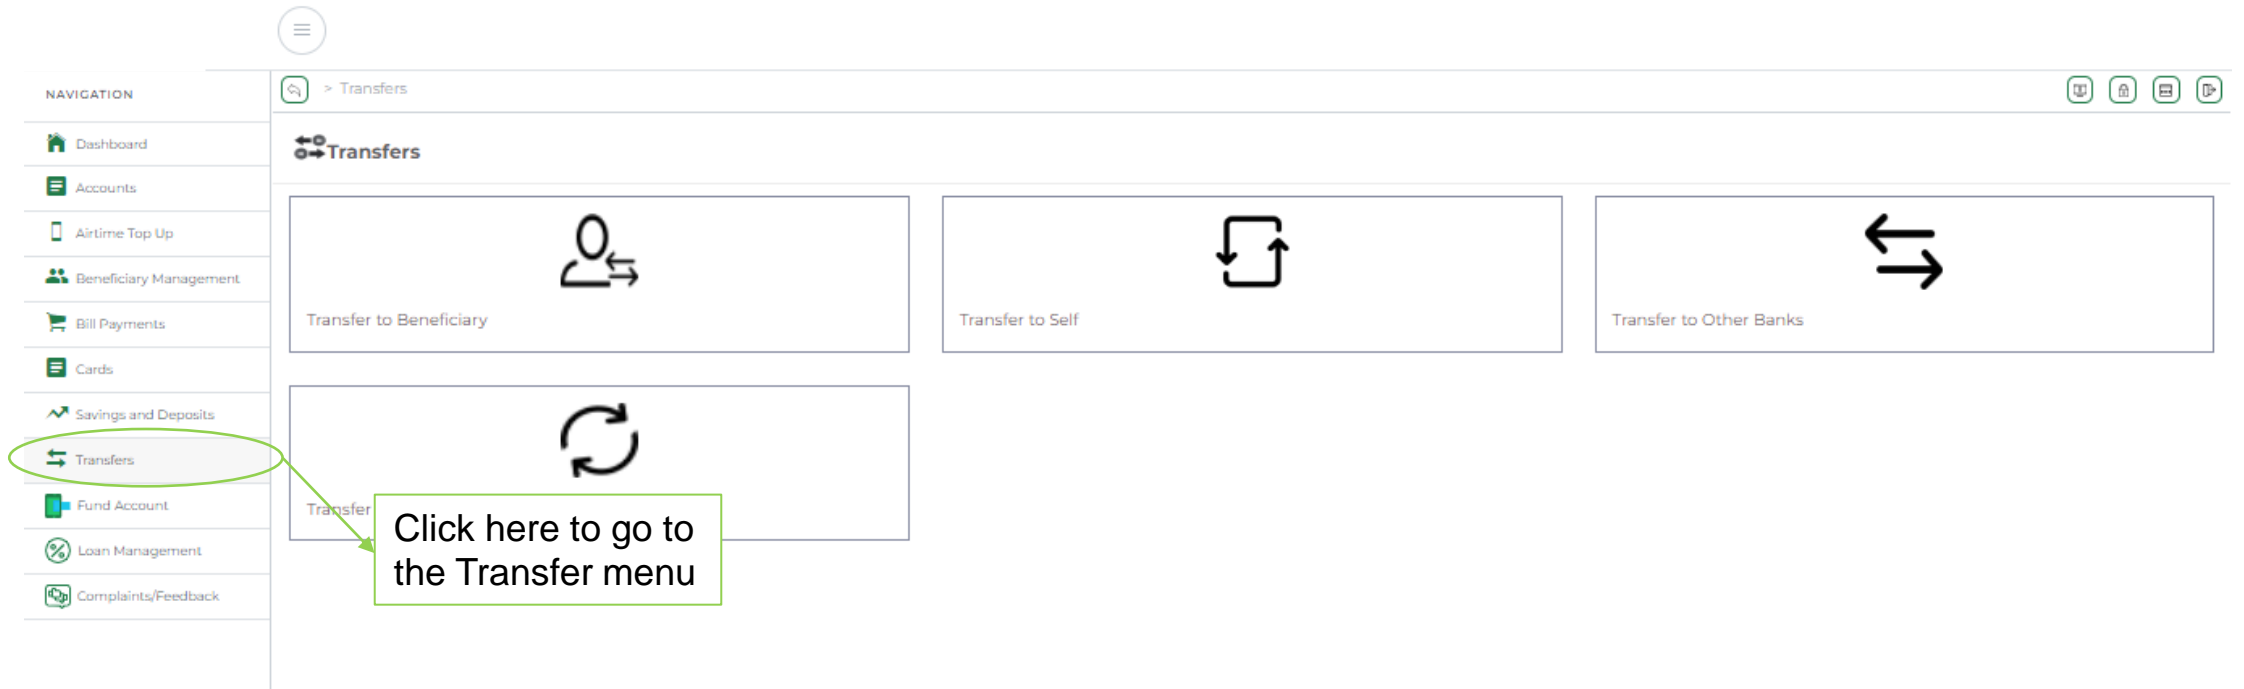 NAVIGATION
> Transfers
Dashboard
Accounts
Airtime Top Up
Beneficiary Management
Bill Payments
Cards
Savings and Deposits
Transfers
Fund Account
Loan Management
Complaints/Feedback
Transfers
Transfer to Beneficiary
Transfer to Self
Transfer to Other Banks
Transfer
Click here to go to
the Transfer menu